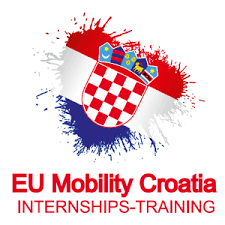 EU Mobility Croatia
INTERNSHIPS-TRAINING